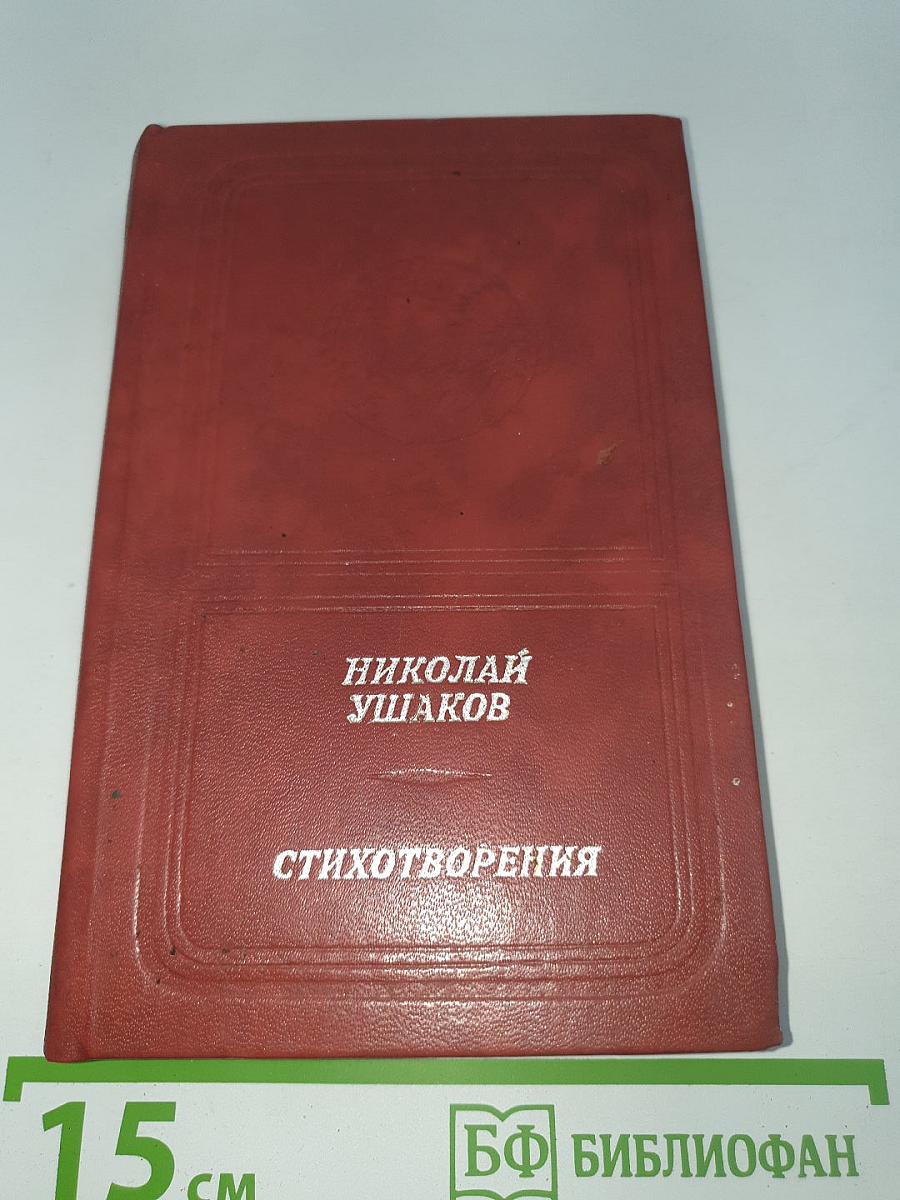 НИКОЛАЙ
УШАКОВ
СТИХОТВОРЕНИЯ
15 см
БФ БИБЛИОФАН